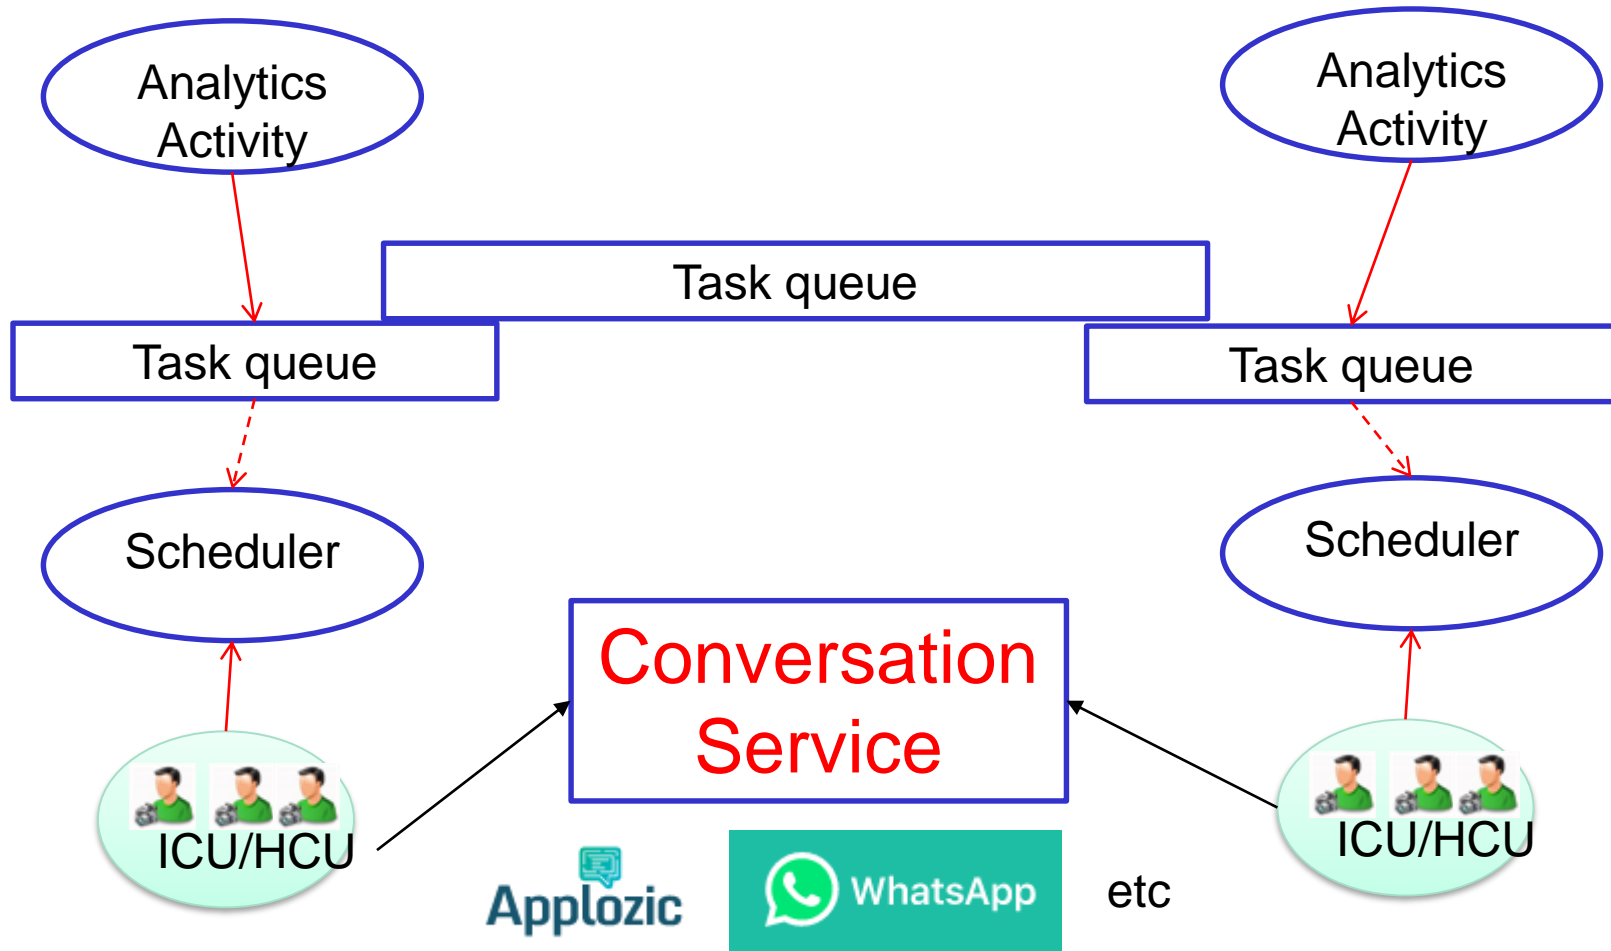 Analytics
Activity
Analytics
Activity
Task queue
Task queue
Task queue
Scheduler
Scheduler
Conversation
Service
ICU/HCU
ICU/HCU
Applozic
WhatsApp
etc